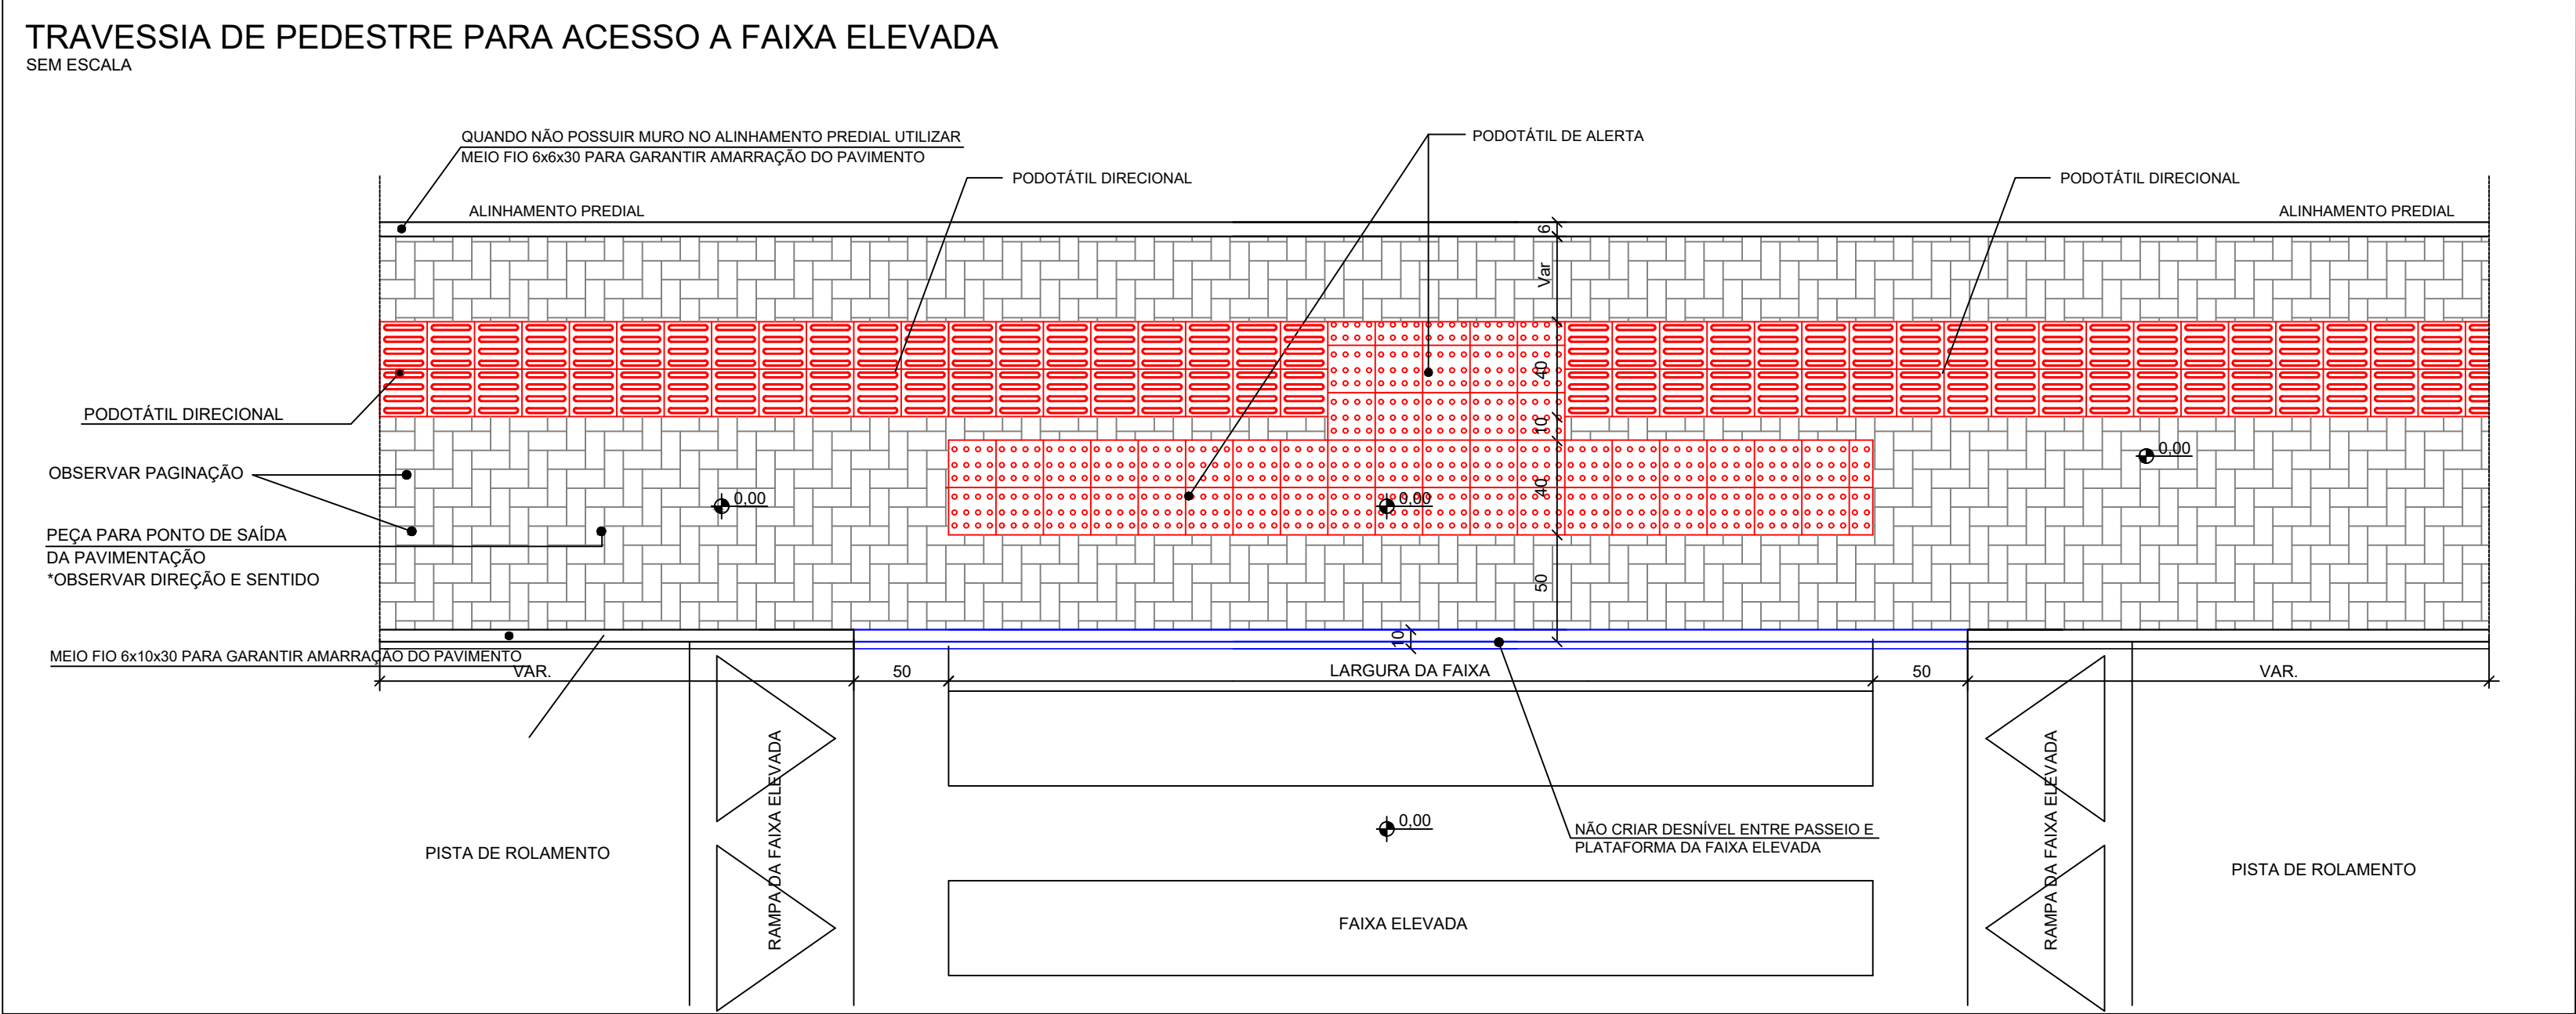 TRAVESSIA DE PEDESTRE PARA ACESSO A FAIXA ELEVADA
SEM ESCALA
QUANDO NÃO POSSUIR MURO NO ALINHAMENTO PREDIAL UTILIZAR
MEIO FIO 6x6x30 PARA GARANTIR AMARRAÇÃO DO PAVIMENTO
PODOTÁTIL DE ALERTA
PODOTÁTIL DIRECIONAL
PODOTÁTIL DIRECIONAL
ALINHAMENTO PREDIAL
ALINHAMENTO PREDIAL
6
Var
40
10
40
50
PODOTÁTIL DIRECIONAL
OBSERVAR PAGINAÇÃO
0,00
0,00
0,00
PEÇA PARA PONTO DE SAÍDA
DA PAVIMENTAÇÃO
*OBSERVAR DIREÇÃO E SENTIDO
10
MEIO FIO 6x10x30 PARA GARANTIR AMARRAÇÃO DO PAVIMENTO
VAR.
50
LARGURA DA FAIXA
50
VAR.
RAMPA DA FAIXA ELEVADA
RAMPA DA FAIXA ELEVADA
0,00
NÃO CRIAR DESNÍVEL ENTRE PASSEIO E
PLATAFORMA DA FAIXA ELEVADA
PISTA DE ROLAMENTO
PISTA DE ROLAMENTO
FAIXA ELEVADA